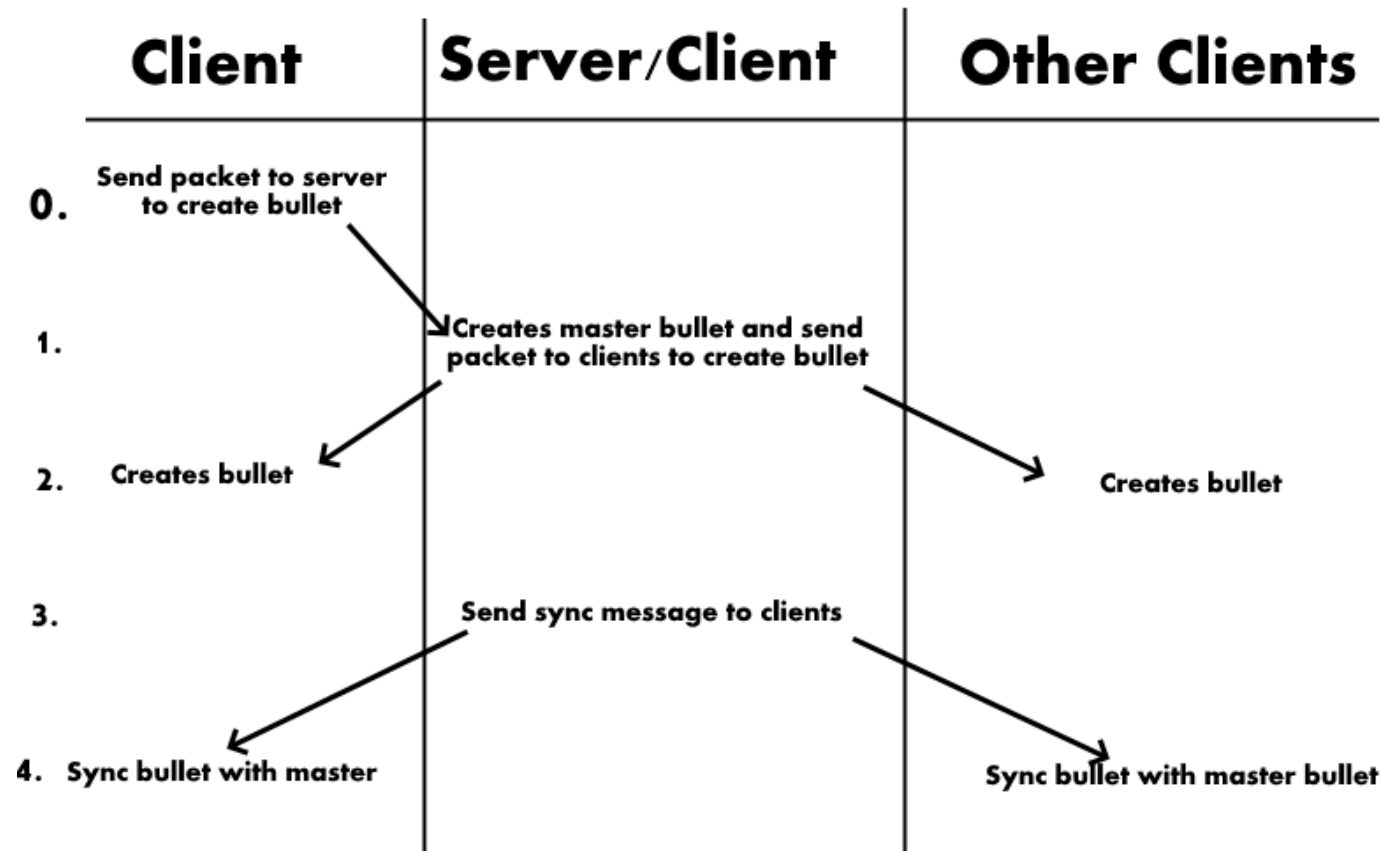 Client
Server/Client
Other Clients
0.
Send packet to server
to create bullet
1.
Creates master bullet and send
packet to clients to create bullet
2.
Creates bullet
Creates bullet
3.
Send sync message to clients
4.
Sync bullet with master
Sync bullet with master bullet